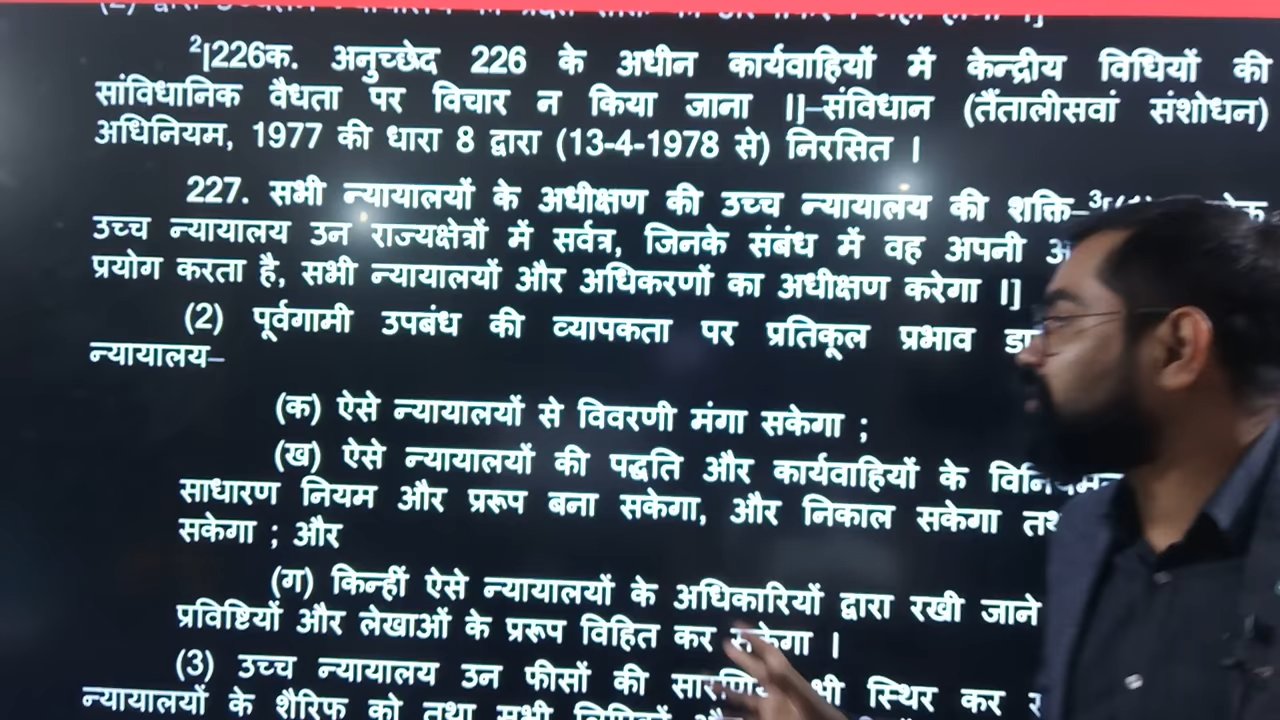 ²[226क. अनुच्छेद 226 के अधीन कार्यवाहियों में केन्द्रीय विधियों की
सांविधानिक वैधता पर विचार न किया जाना ।]–संविधान (तैंतालीसवां संशोधन)
अधिनियम, 1977 की धारा 8 द्वारा (13-4-1978 से) निरसित ।
227. सभी न्यायालयों के अधीक्षण की उच्च न्यायालय की शक्ति–³
उच्च न्यायालय उन राज्यक्षेत्रों में सर्वत्र, जिनके संबंध में वह अपनी
प्रयोग करता है, सभी न्यायालयों और अधिकरणों का अधीक्षण करेगा ।]
(2) पूर्वगामी उपबंध की व्यापकता पर प्रतिकूल प्रभाव
न्यायालय–
(क) ऐसे न्यायालयों से विवरणी मंगा सकेगा ;
(ख) ऐसे न्यायालयों की पद्धति और कार्यवाहियों के
साधारण नियम और प्ररूप बना सकेगा, और निकाल सकेगा
सकेगा ; और
(ग) किन्हीं ऐसे न्यायालयों के अधिकारियों द्वारा रखी जाने
प्रविष्टियों और लेखाओं के प्ररूप विहित कर सकेगा ।
(3) उच्च न्यायालय उन फीसों की भी स्थिर कर
न्यायालयों के शैरिफ को तथा सभी